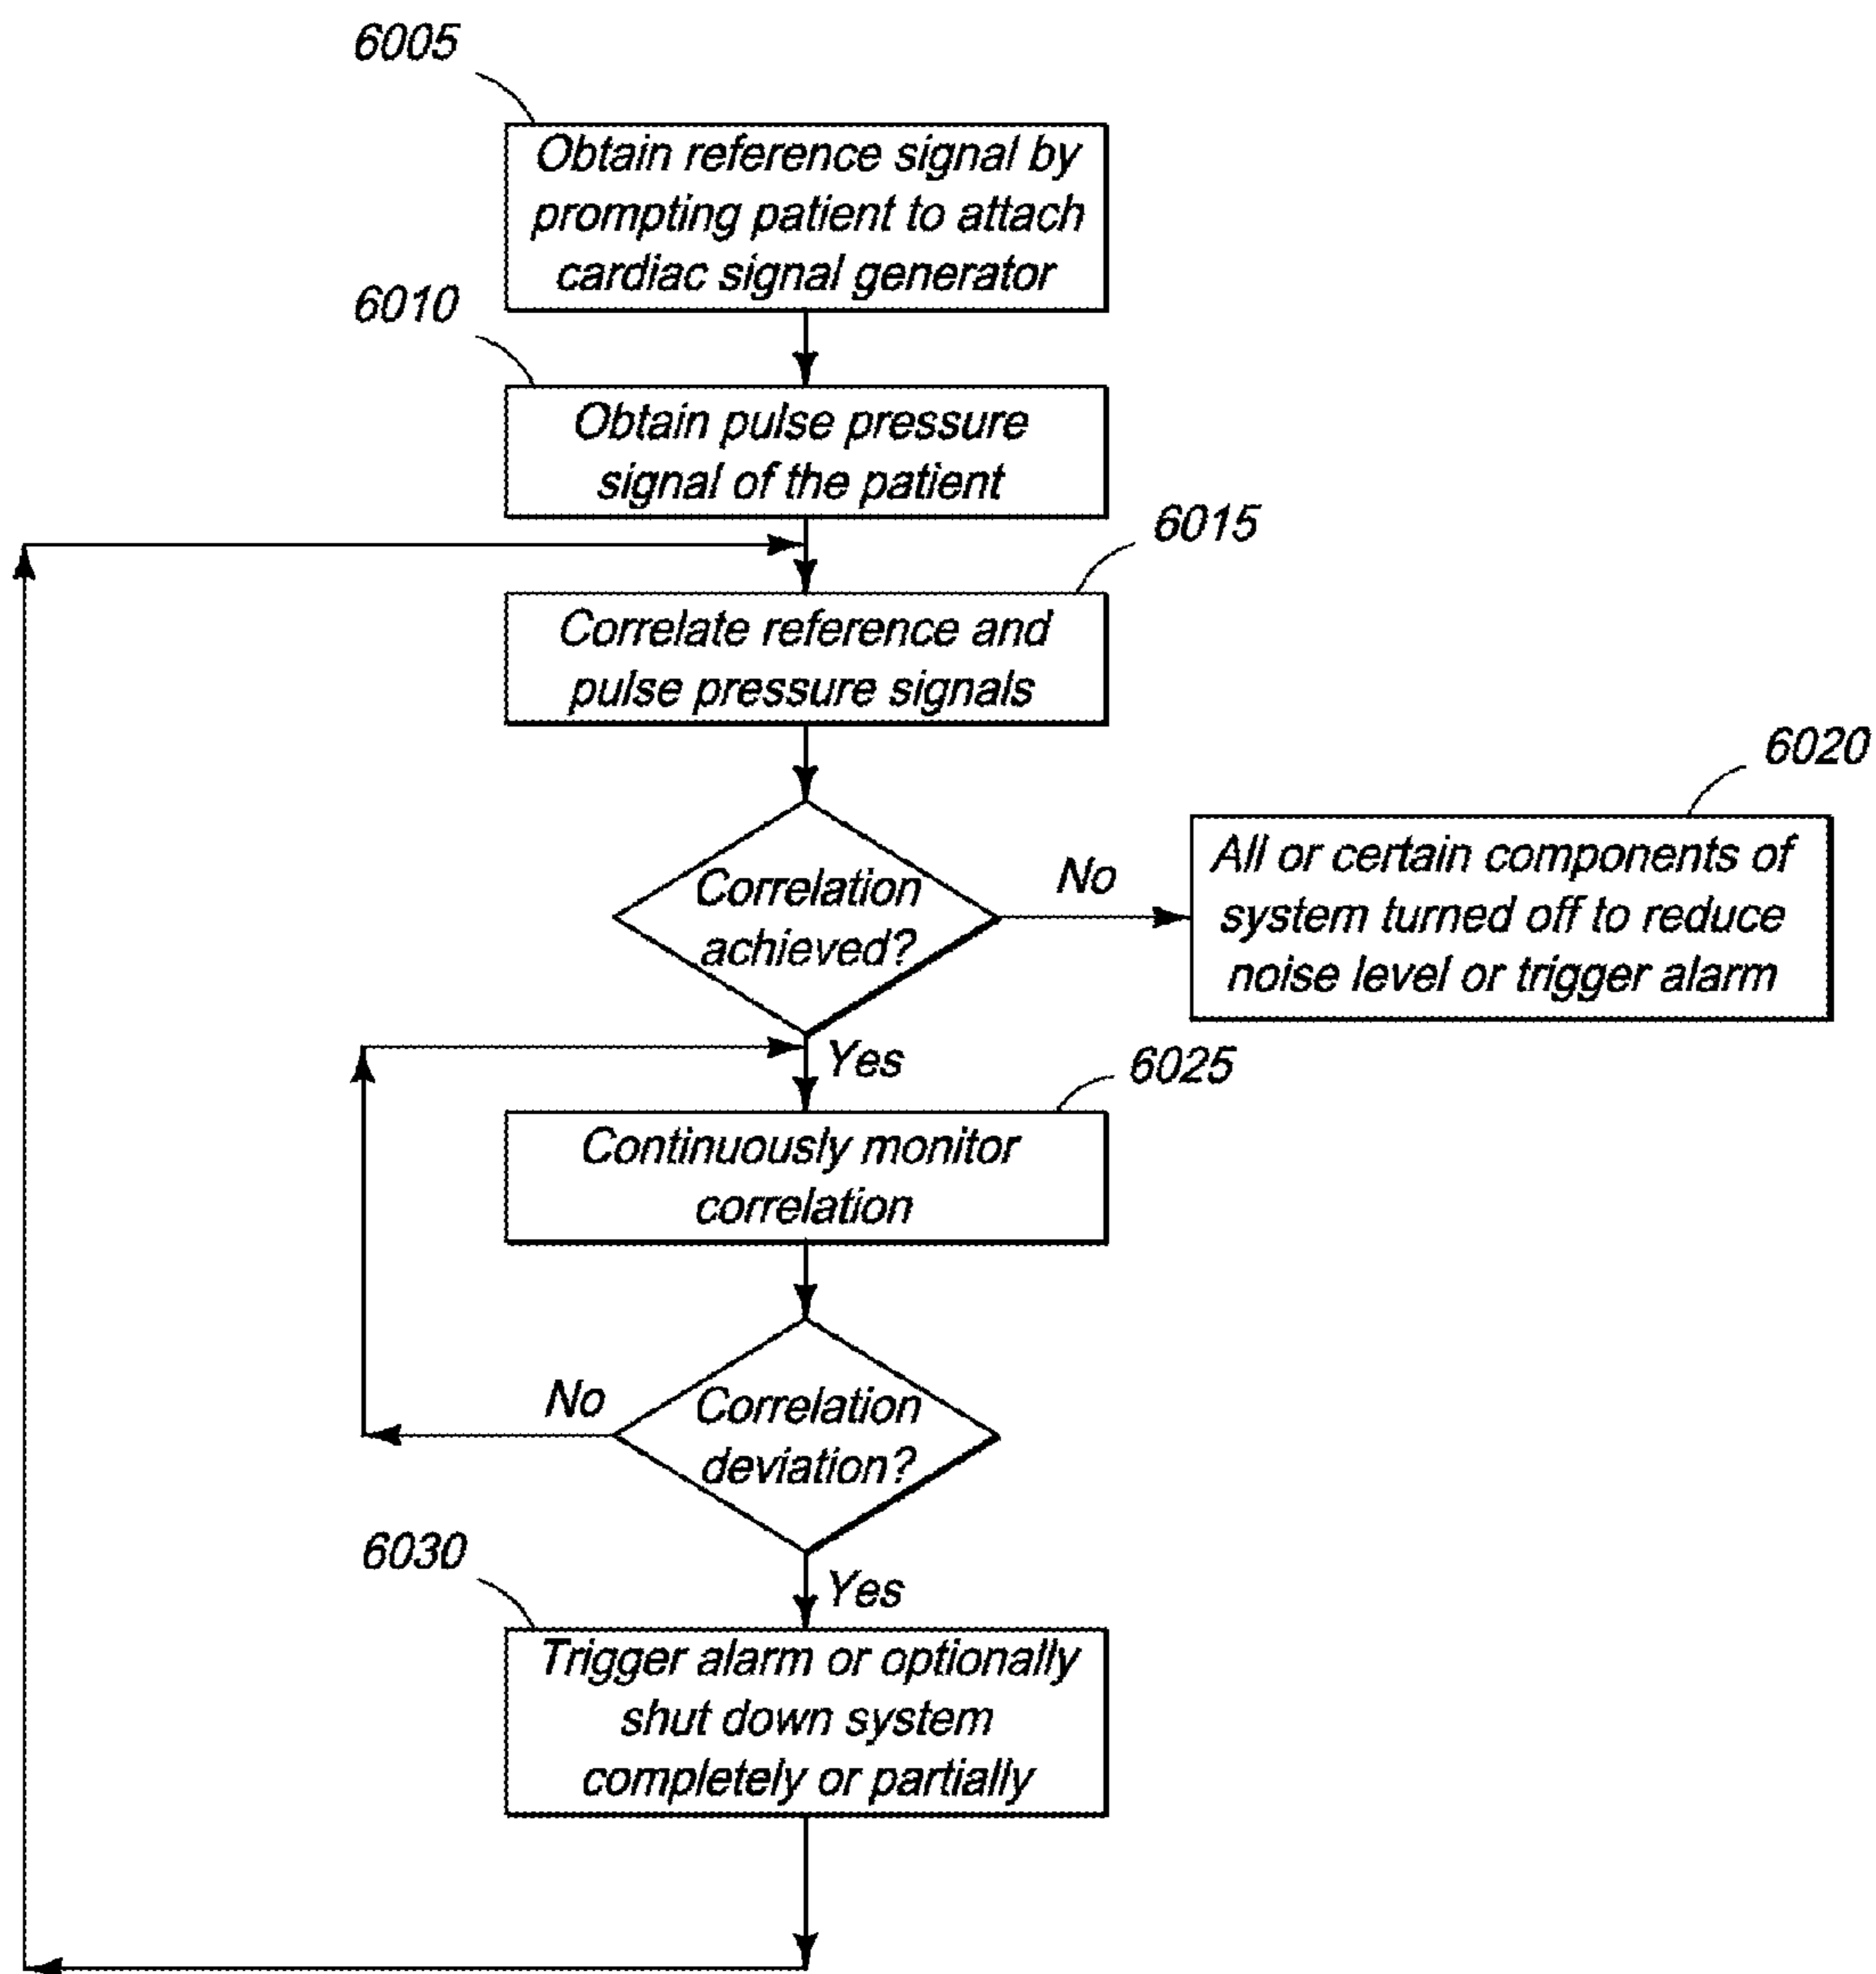 6005
Obtain reference signal by
prompting patient to attach
cardiac signal generator
6010
Obtain pulse pressure
signal of the patient
6015
Correlate reference and
pulse pressure signals
6020
Correlation
achieved?
No
All or certain components of
system turned off to reduce
noise level or trigger alarm
Yes
6025
Continuously monitor
correlation
No
Correlation
deviation?
6030
Yes
Trigger alarm or optionally
shut down system
completely or partially